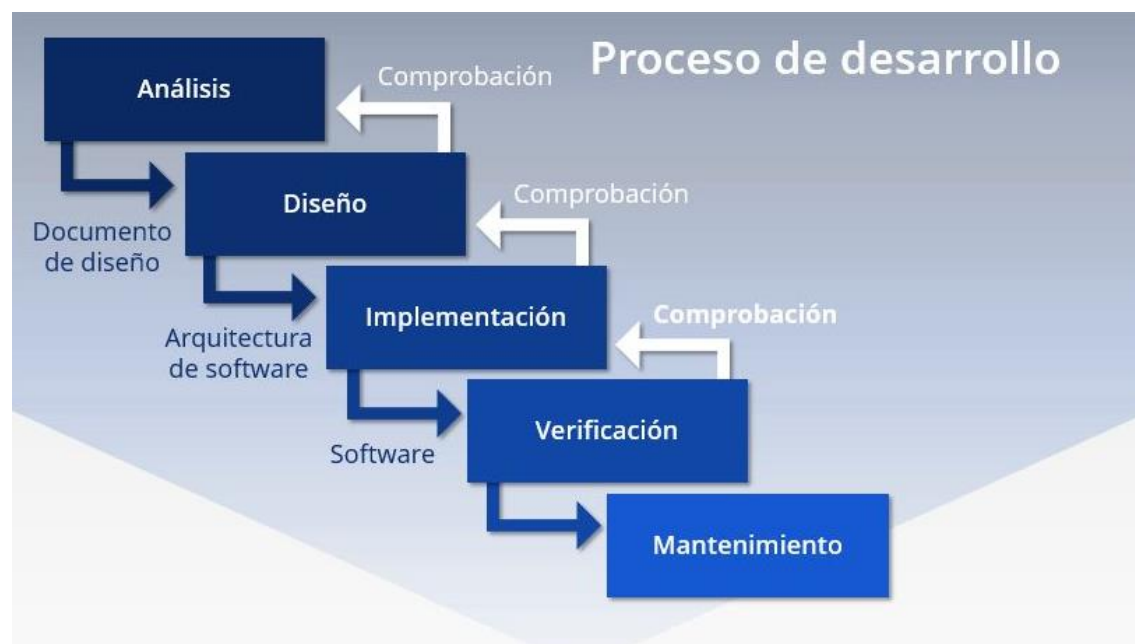 Proceso de desarrollo
Análisis
Comprobación
Diseño
Comprobación
Documento
de diseño
Implementación
Comprobación
Arquitectura
de software
Verificación
Software
Mantenimiento